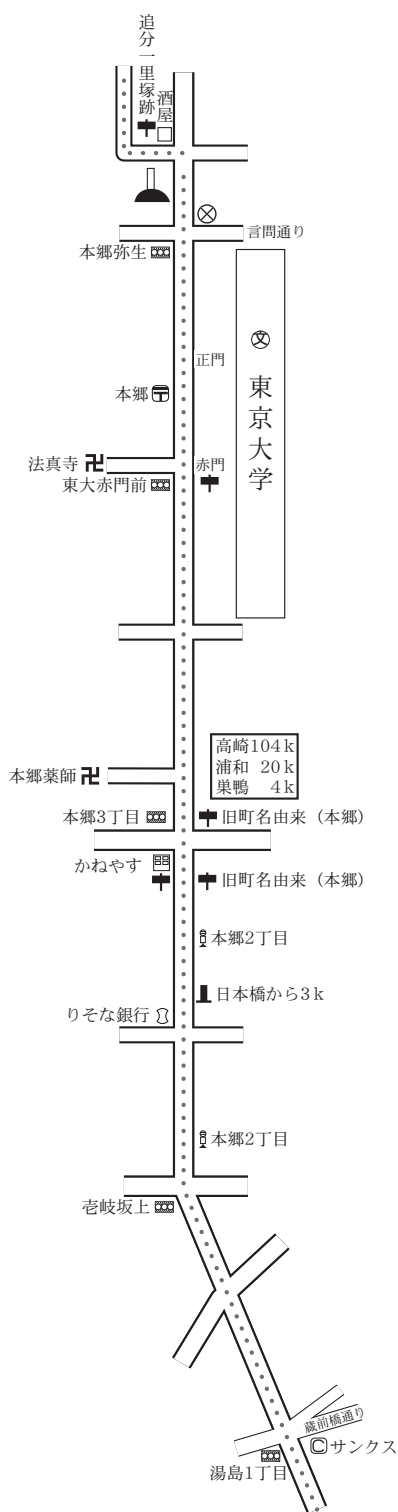 追分一里塚跡
酒屋
言問通り
本郷弥生
正門
文
東京大学
本郷
法真寺
赤門
東大赤門前
高崎104k
浦和 20k
巣鴨 4k
本郷薬師
本郷3丁目
旧町名由来（本郷）
かねやす
旧町名由来（本郷）
本郷2丁目
日本橋から3k
りそな銀行
本郷2丁目
壱岐坂上
蔵前橋通り
Cサンクス
湯島1丁目